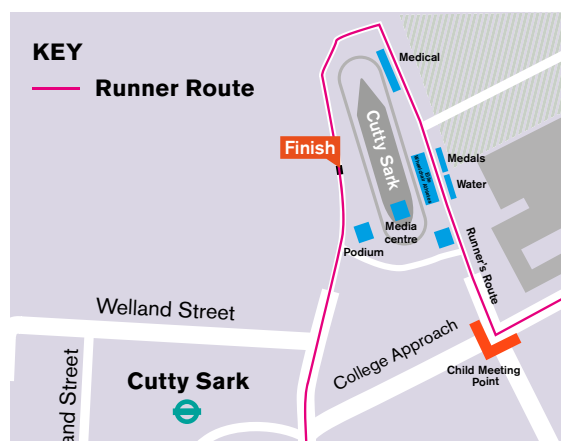 KEY
Runner Route
Medical
Cutty Sark
Finish
Medals
Water
Media
centre
Podium
Runner's Route
Welland Street
College Approach
Cutty Sark
Child Meeting
Point
land Street